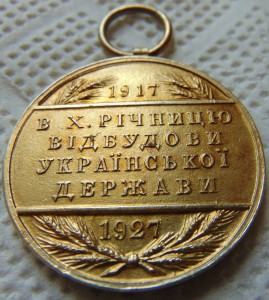 1917
В Х. РІЧНИЦЮ
ВІДБУДОВИ
УКРАЇНСЬКОЇ
ДЕРЖАВИ
1927